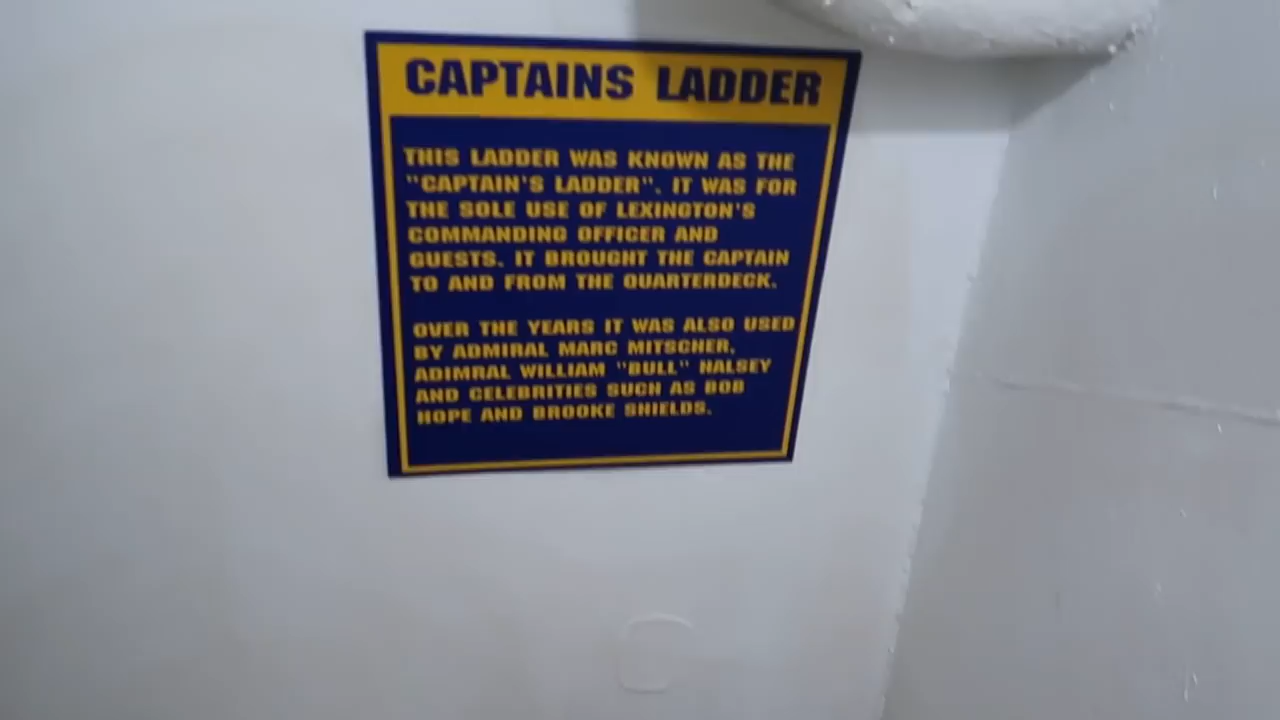 CAPTAINS LADDER
THIS LADDER WAS KNOWN AS THE
"CAPTAIN'S LADDER". IT WAS FOR
THE SOLE USE OF LEXINGTON'S
COMMANDING OFFICER AND
GUESTS. IT BROUGHT THE CAPTAIN
TO AND FROM THE QUARTERDECK.
OVER THE YEARS IT WAS ALSO USED
BY ADMIRAL MARC MITSCHER,
ADIMRAL WILLIAM "BULL" HALSEY
AND CELEBRITIES SUCH AS BOB
HOPE AND BROOKE SHIELDS.